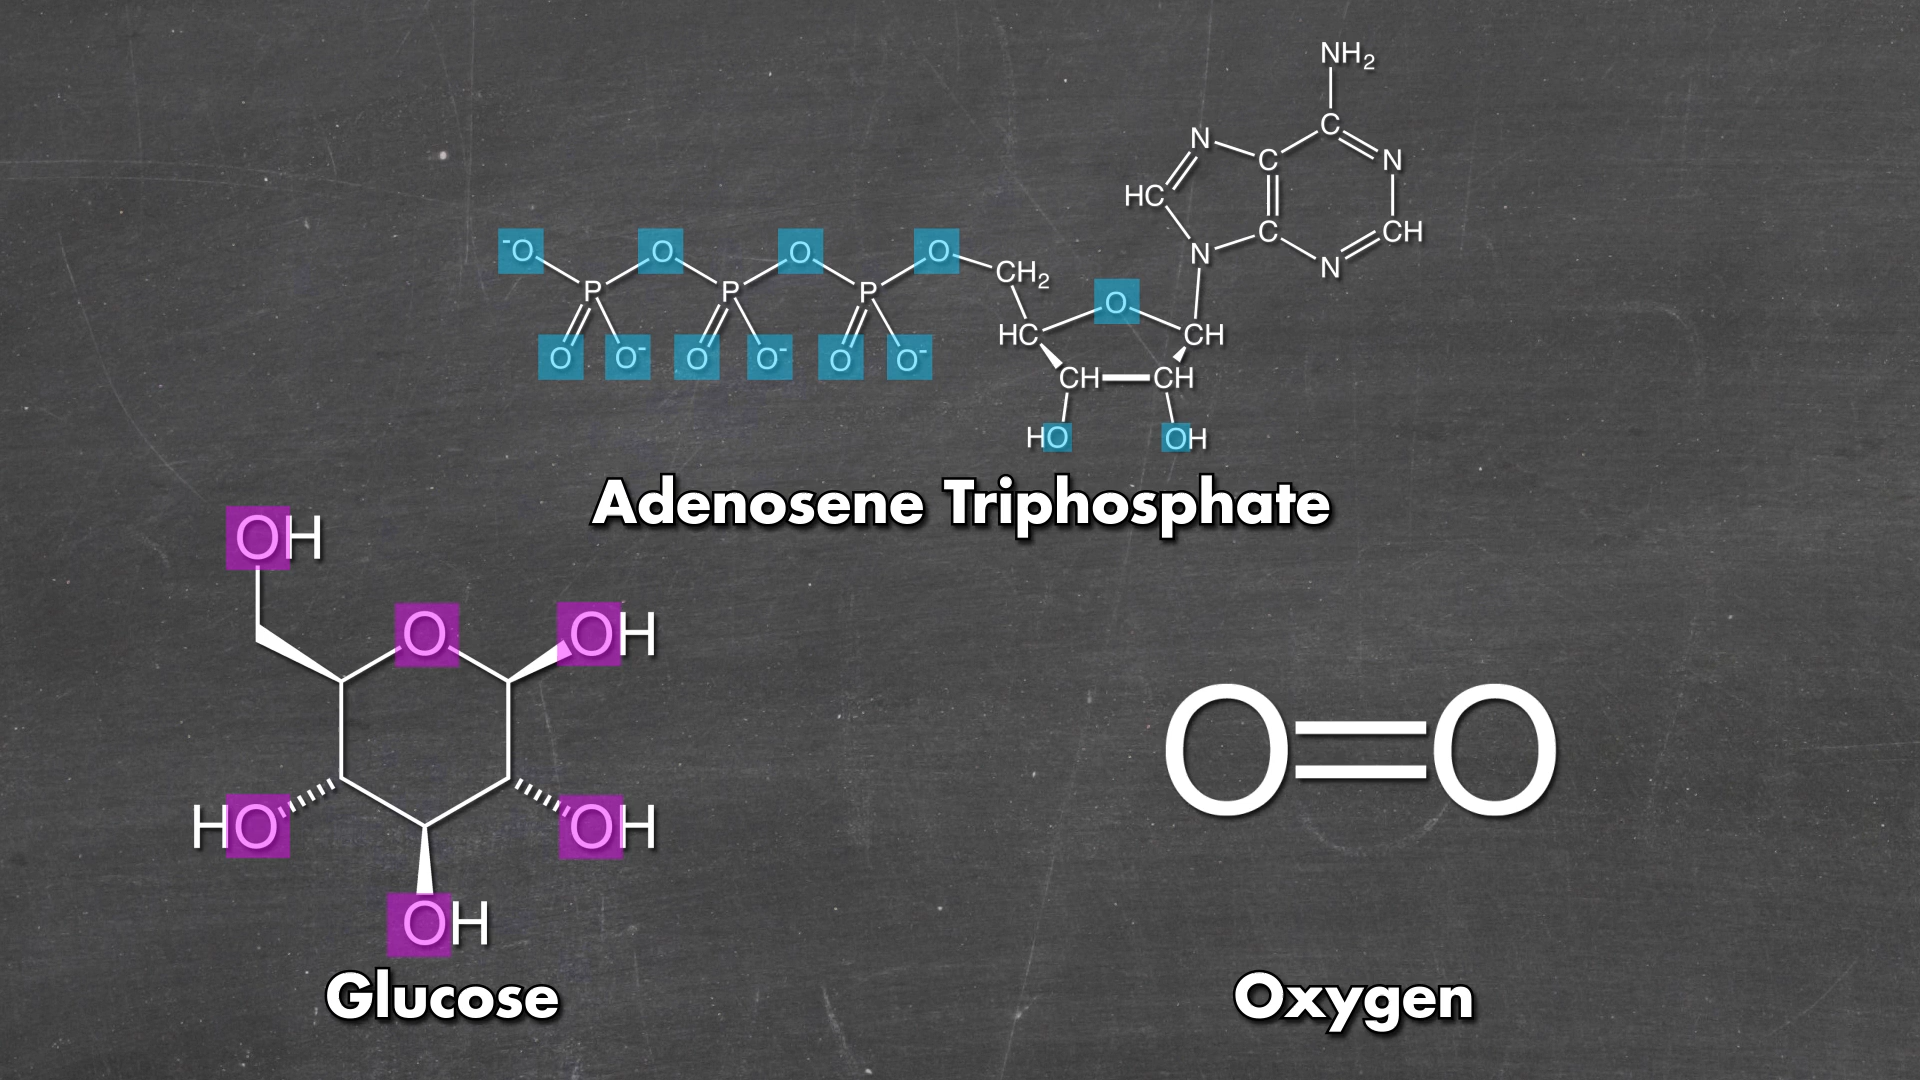 NH₂
N C N
HC C CH
N C N
⁻O O O O CH₂
P P P
O O⁻ O O⁻ O O⁻
HC O CH
CH CH
HO OH
Adenosene Triphosphate
OH
O OH
HO OH
OH
Glucose
O=O
Oxygen